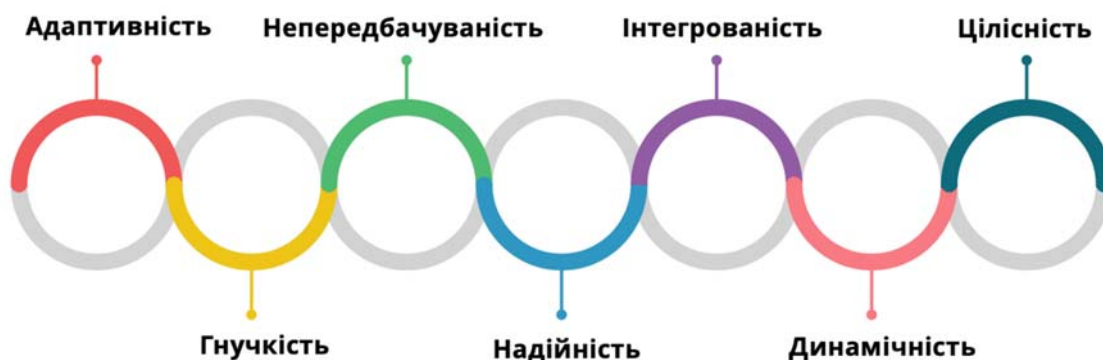 Адаптивність
Непередбачуваність
Інтегрованість
Цілісність
Гнучкість
Надійність
Динамічність